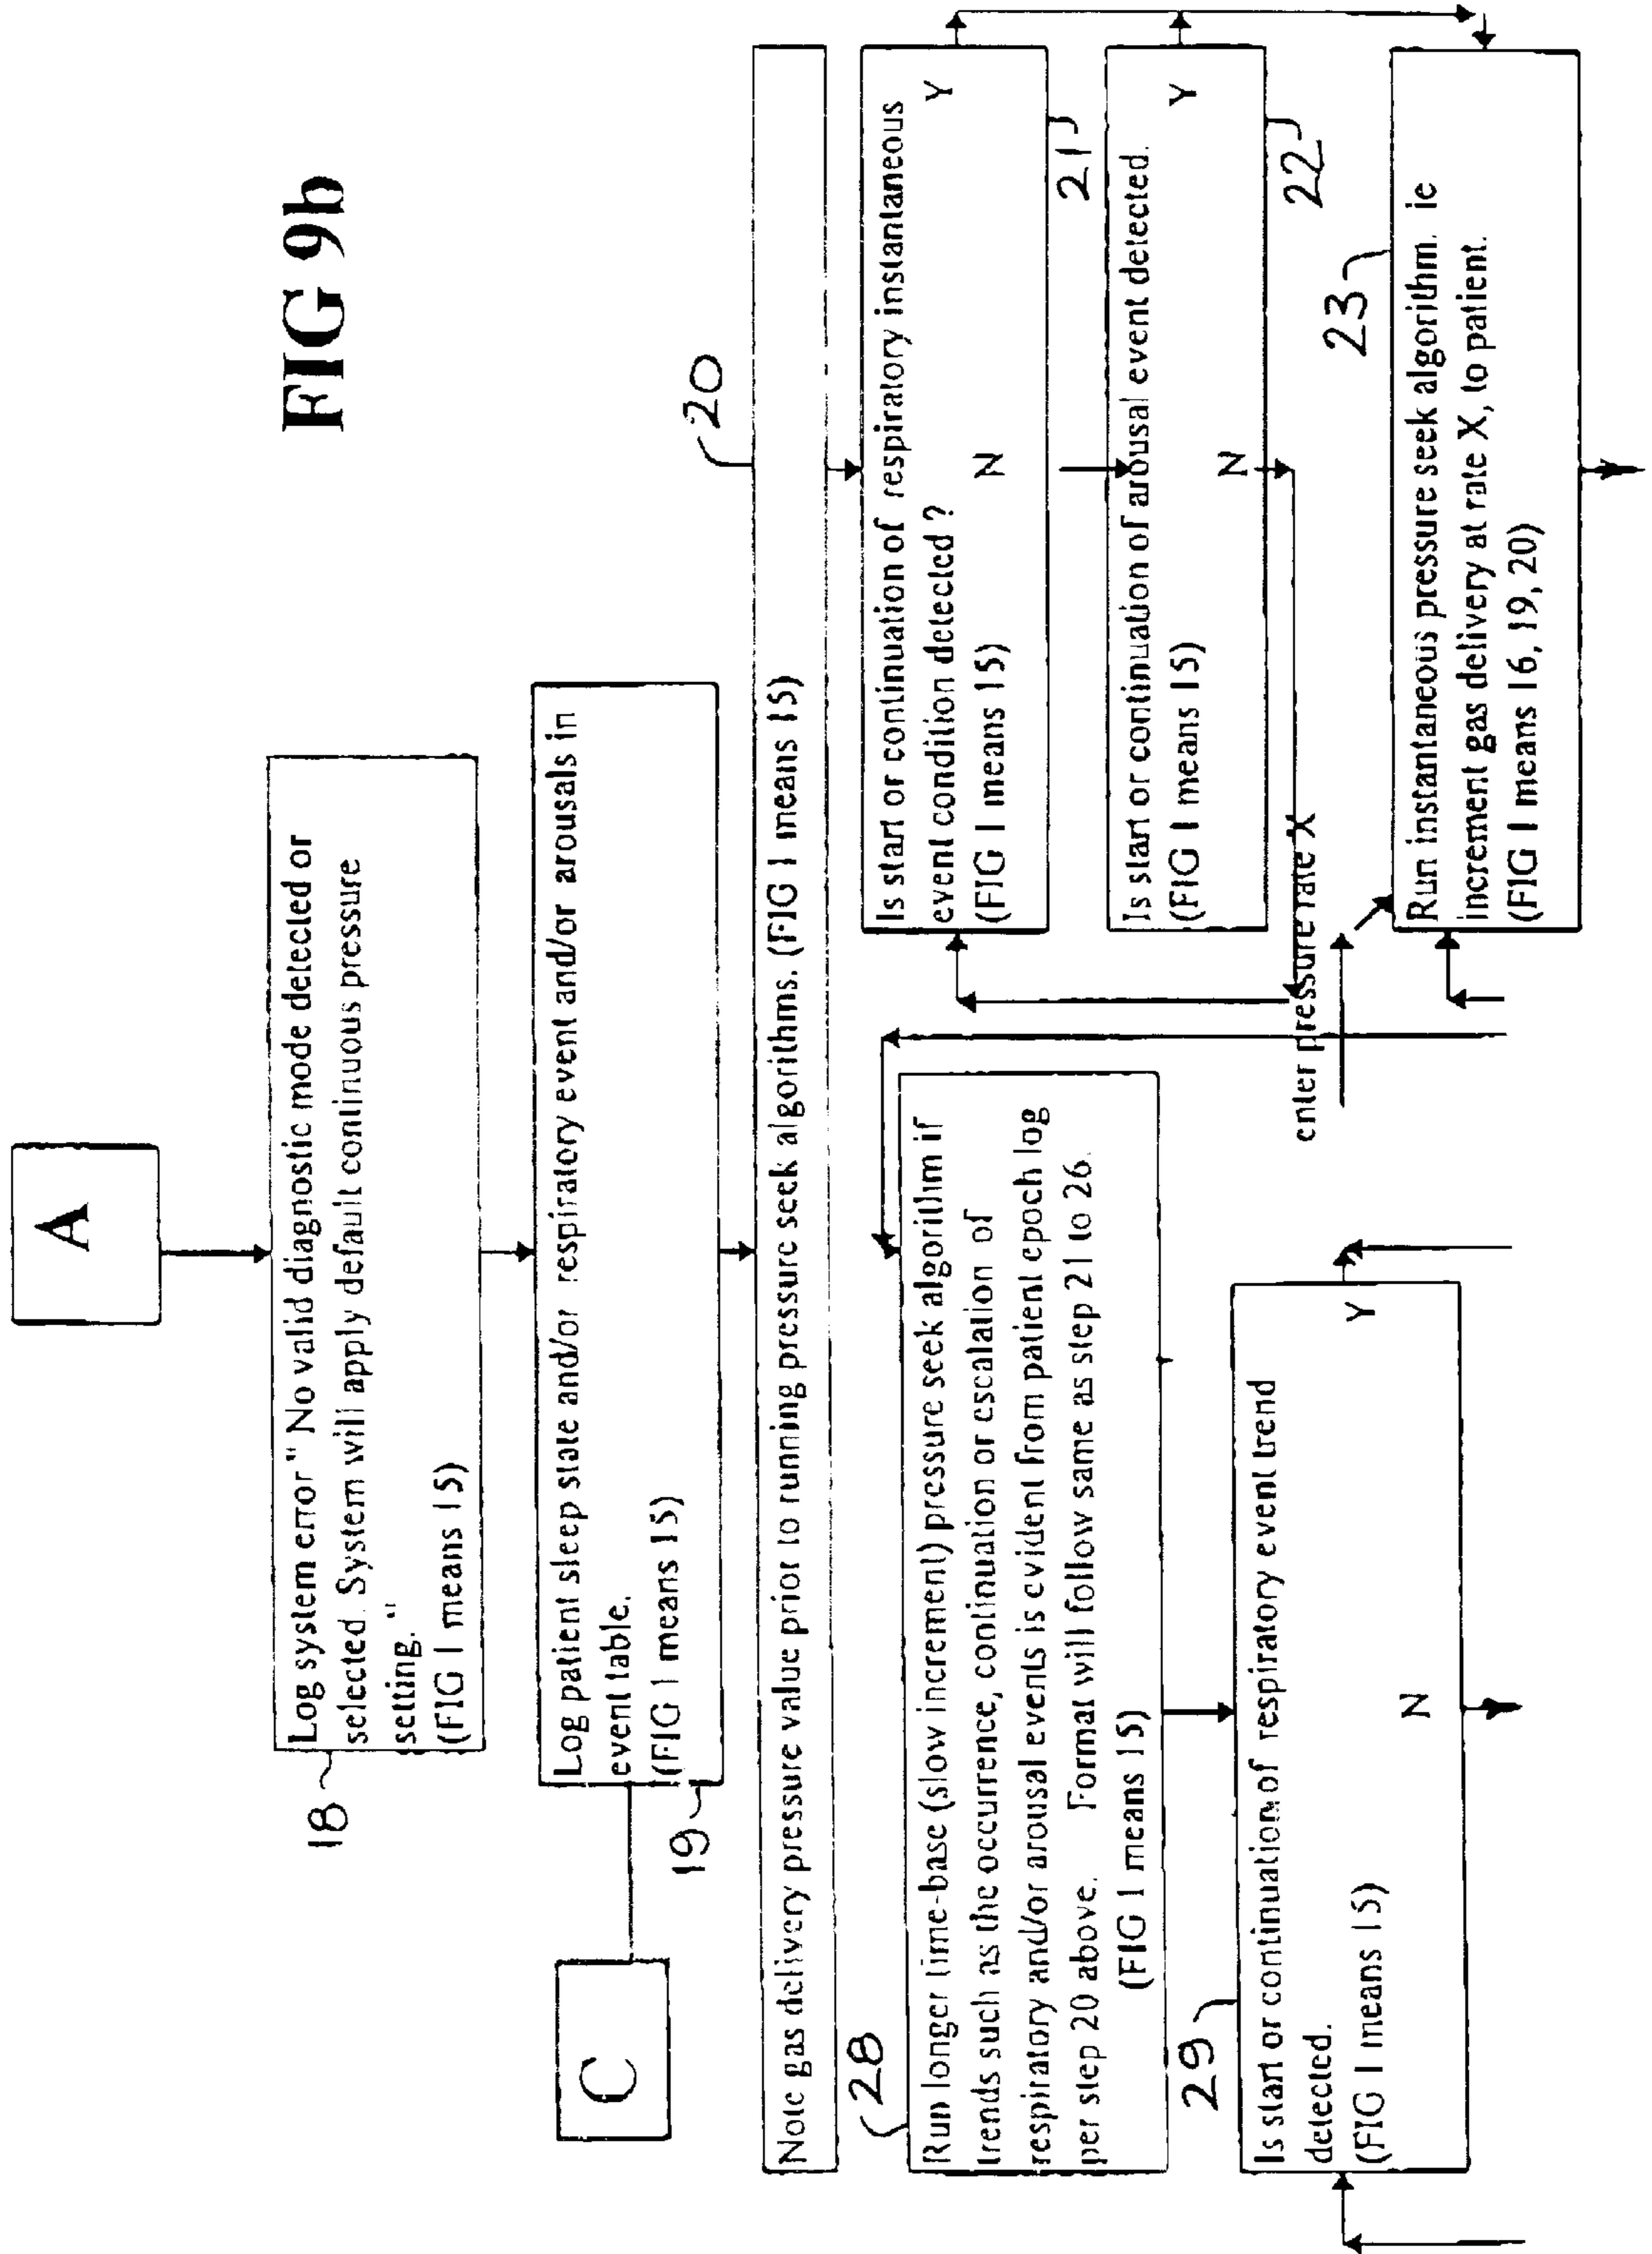 FIG 9b
A
18
Log system error " No valid diagnostic mode detected or
selected. System will apply default continuous pressure
setting."
(FIG 1 means 15)
C
19
Log patient sleep state and/or respiratory event and/or arousals in
event table.
(FIG 1 means 15)
20
Note gas delivery pressure value prior to running pressure seek algorithms. (FIG 1 means 15)
28
Run longer time-base (slow increment) pressure seek algorithm if
trends such as the occurrence, continuation or escalation of
respiratory and/or arousal events is evident from patient epoch log
per step 20 above. Format will follow same as step 21 to 26.
(FIG 1 means 15)
29
Is start or continuation of respiratory event trend
detected.
(FIG 1 means 15)
Y
N
Is start or continuation of respiratory instantaneous
event condition detected ?
(FIG 1 means 15)
Y
N
21
Is start or continuation of arousal event detected.
(FIG 1 means 15)
Y
N
22
enter pressure rate X
23
Run instantaneous pressure seek algorithm. ie
increment gas delivery at rate X, to patient.
(FIG 1 means 16, 19, 20)